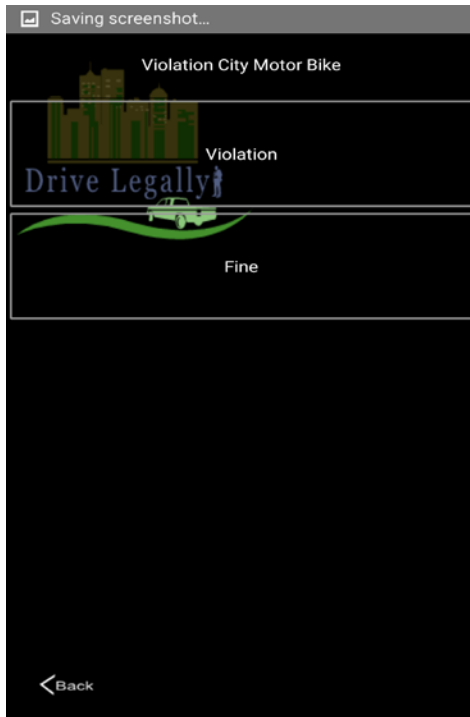 Saving screenshot...
Violation City Motor Bike
Violation
Drive Legally
Fine
Back